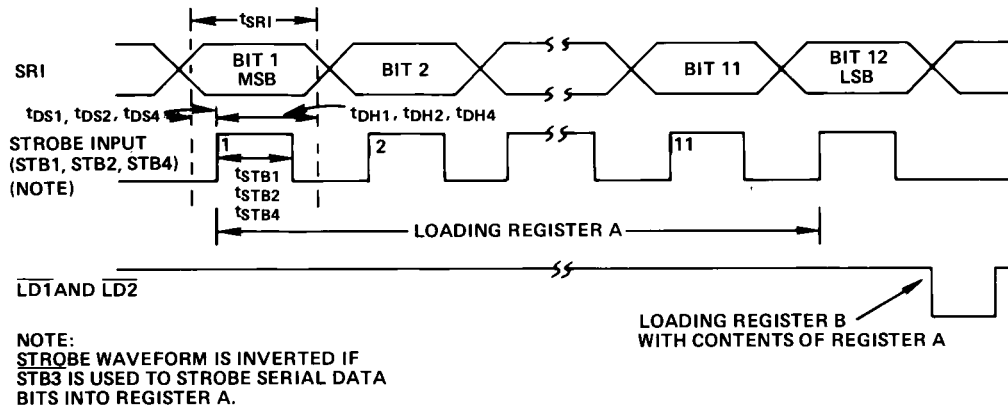 tSRI
SRI
BIT 1
MSB
BIT 2
BIT 11
BIT 12
LSB
tDS1, tDS2, tDS4
tDH1, tDH2, tDH4
STROBE INPUT
(STB1, STB2, STB4)
(NOTE)
1
2
11
tSTB1
tSTB2
tSTB4
LOADING REGISTER A
LD1 AND LD2
LOADING REGISTER B
WITH CONTENTS OF REGISTER A
NOTE:
STROBE WAVEFORM IS INVERTED IF
STB3 IS USED TO STROBE SERIAL DATA
BITS INTO REGISTER A.